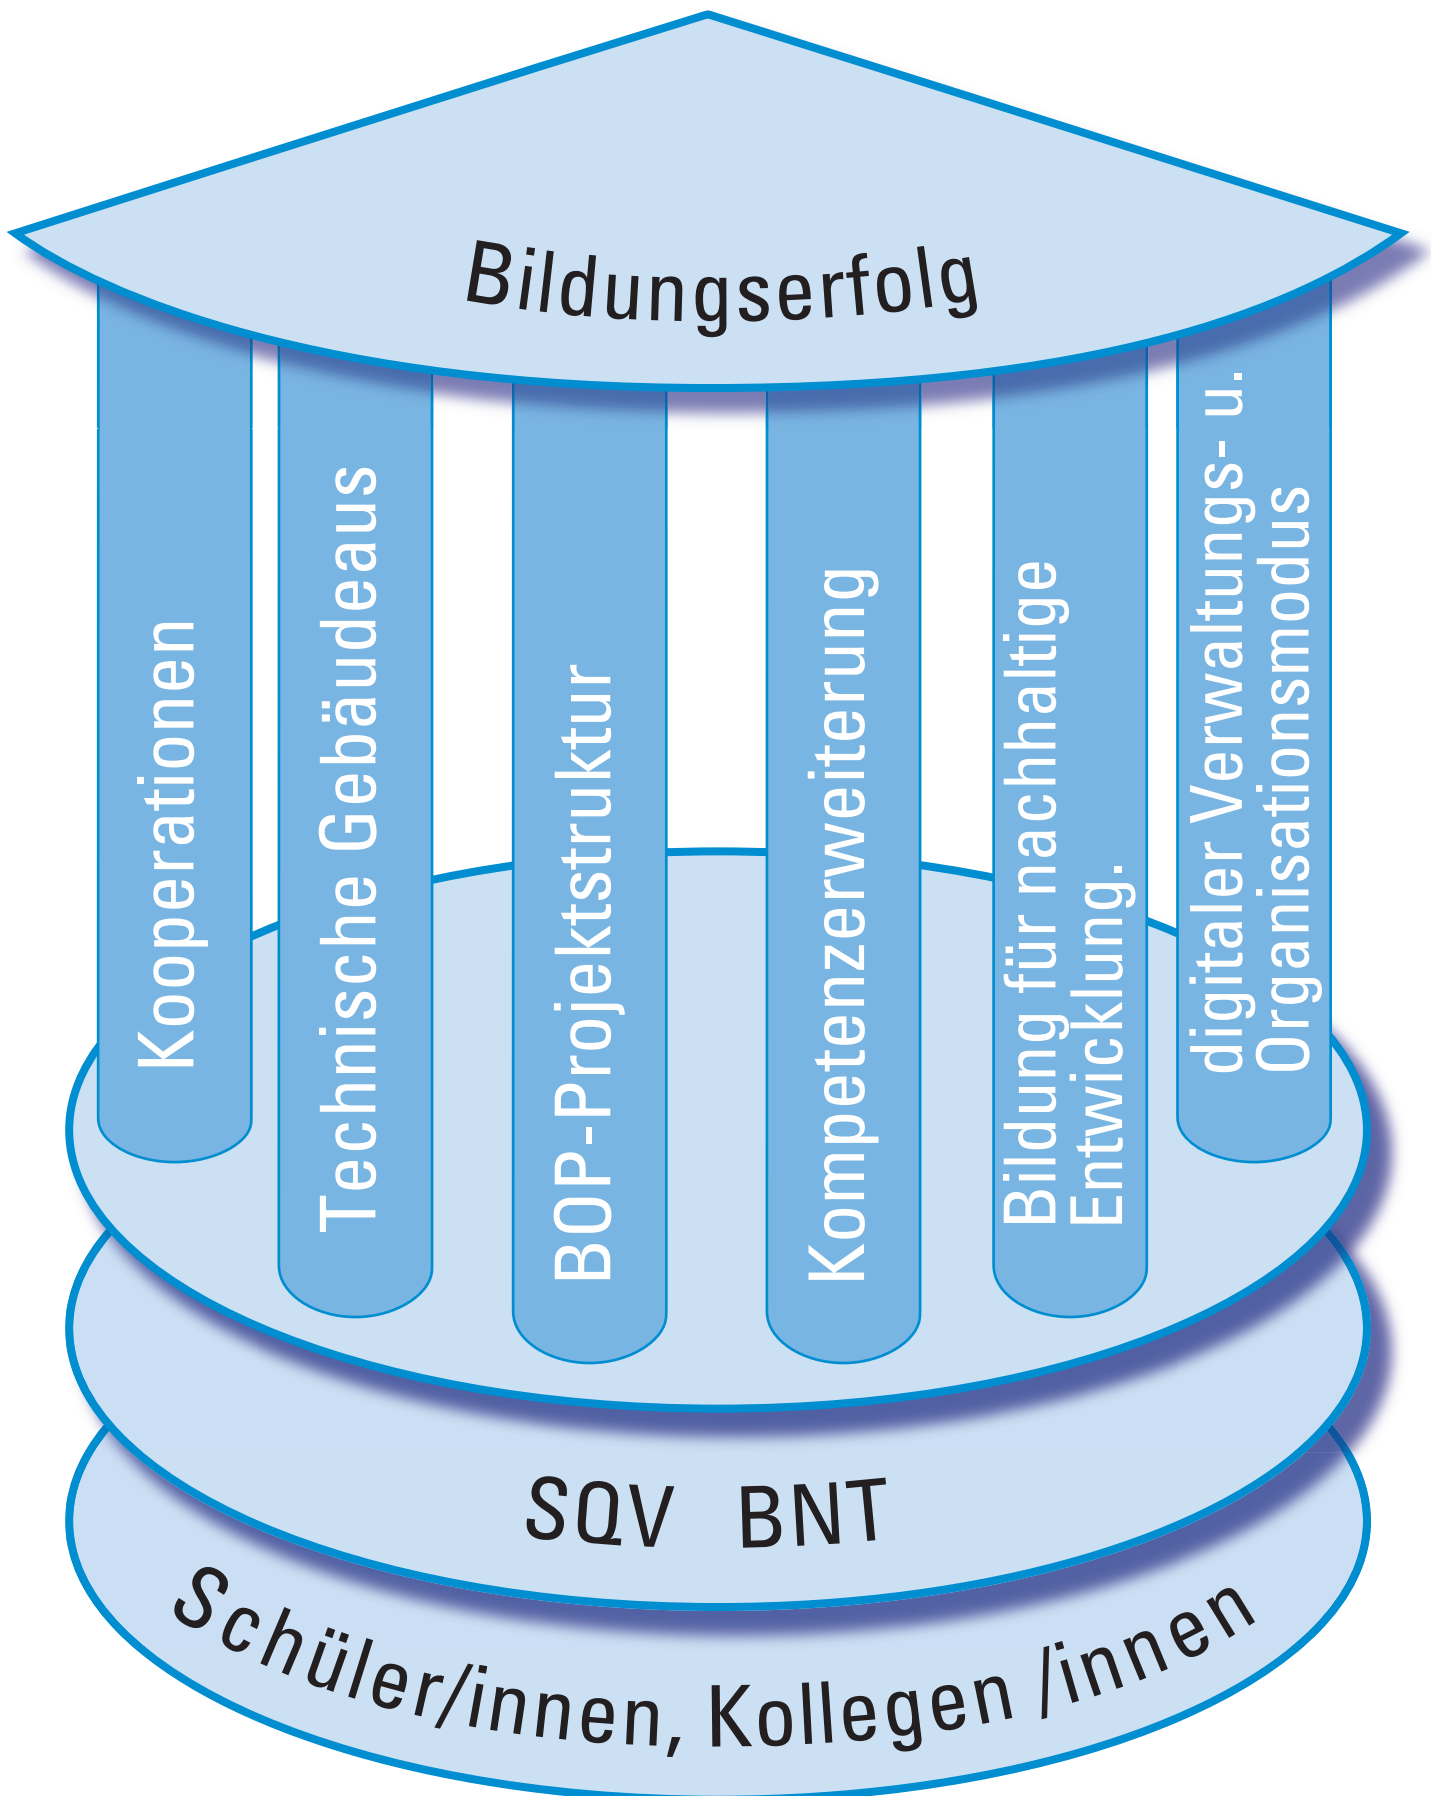 Bildungserfolg
Kooperationen
Technische Gebäudeaus
BOP-Projektstruktur
Kompetenzerweiterung
Bildung für nachhaltige
Entwicklung.
digitaler Verwaltungs- u.
Organisationsmodus
SQV BNT
Schüler/innen, Kollegen /innen